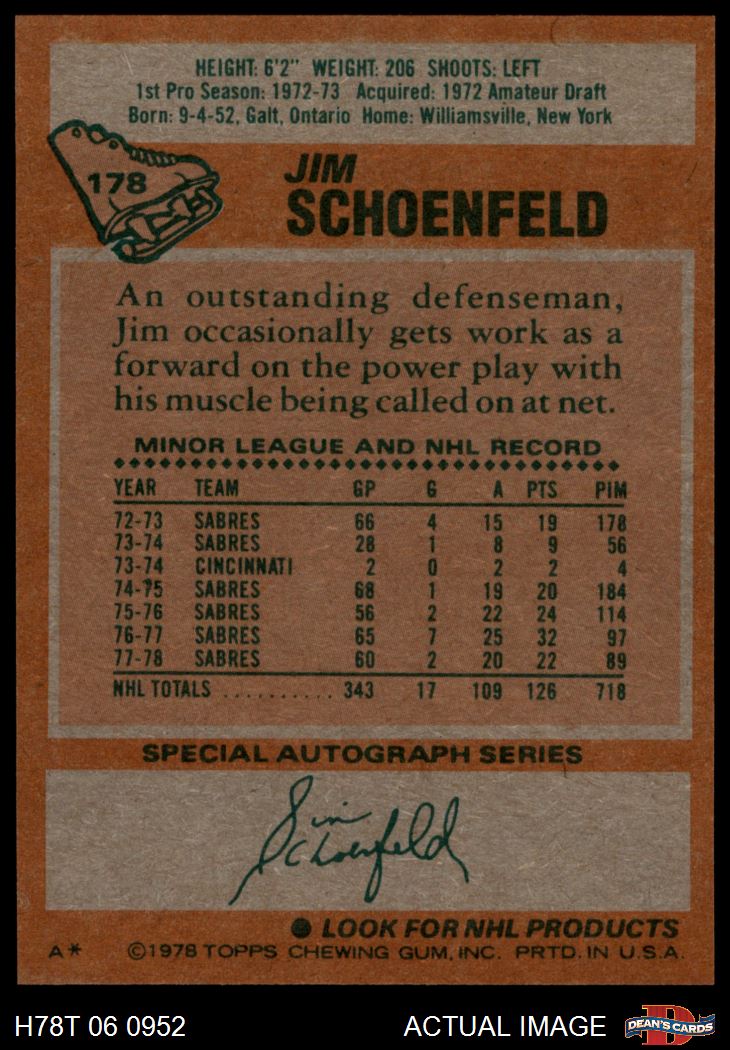 HEIGHT: 6'2" WEIGHT: 206 SHOOTS: LEFT
1st Pro Season: 1972-73 Acquired: 1972 Amateur Draft
Born: 9-4-52, Galt, Ontario Home: Williamsville, New York
178
JIM
SCHOENFELD
An outstanding defenseman,
Jim occasionally gets work as a
forward on the power play with
his muscle being called on at net.
MINOR LEAGUE AND NHL RECORD
YEAR TEAM GP G A PTS PIM
72-73 SABRES 66 4 15 19 178
73-74 SABRES 28 1 8 9 56
73-74 CINCINNATI 2 0 2 2 4
74-75 SABRES 68 1 19 20 184
75-76 SABRES 56 2 22 24 114
76-77 SABRES 65 7 25 32 97
77-78 SABRES 60 2 20 22 89
NHL TOTALS .......... 343 17 109 126 718
SPECIAL AUTOGRAPH SERIES
Jim
Schoenfeld
● LOOK FOR NHL PRODUCTS
A* ©1978 TOPPS CHEWING GUM, INC. PRTD. IN U.S.A.
H78T 06 0952 ACTUAL IMAGE D DEAN'S CARDS